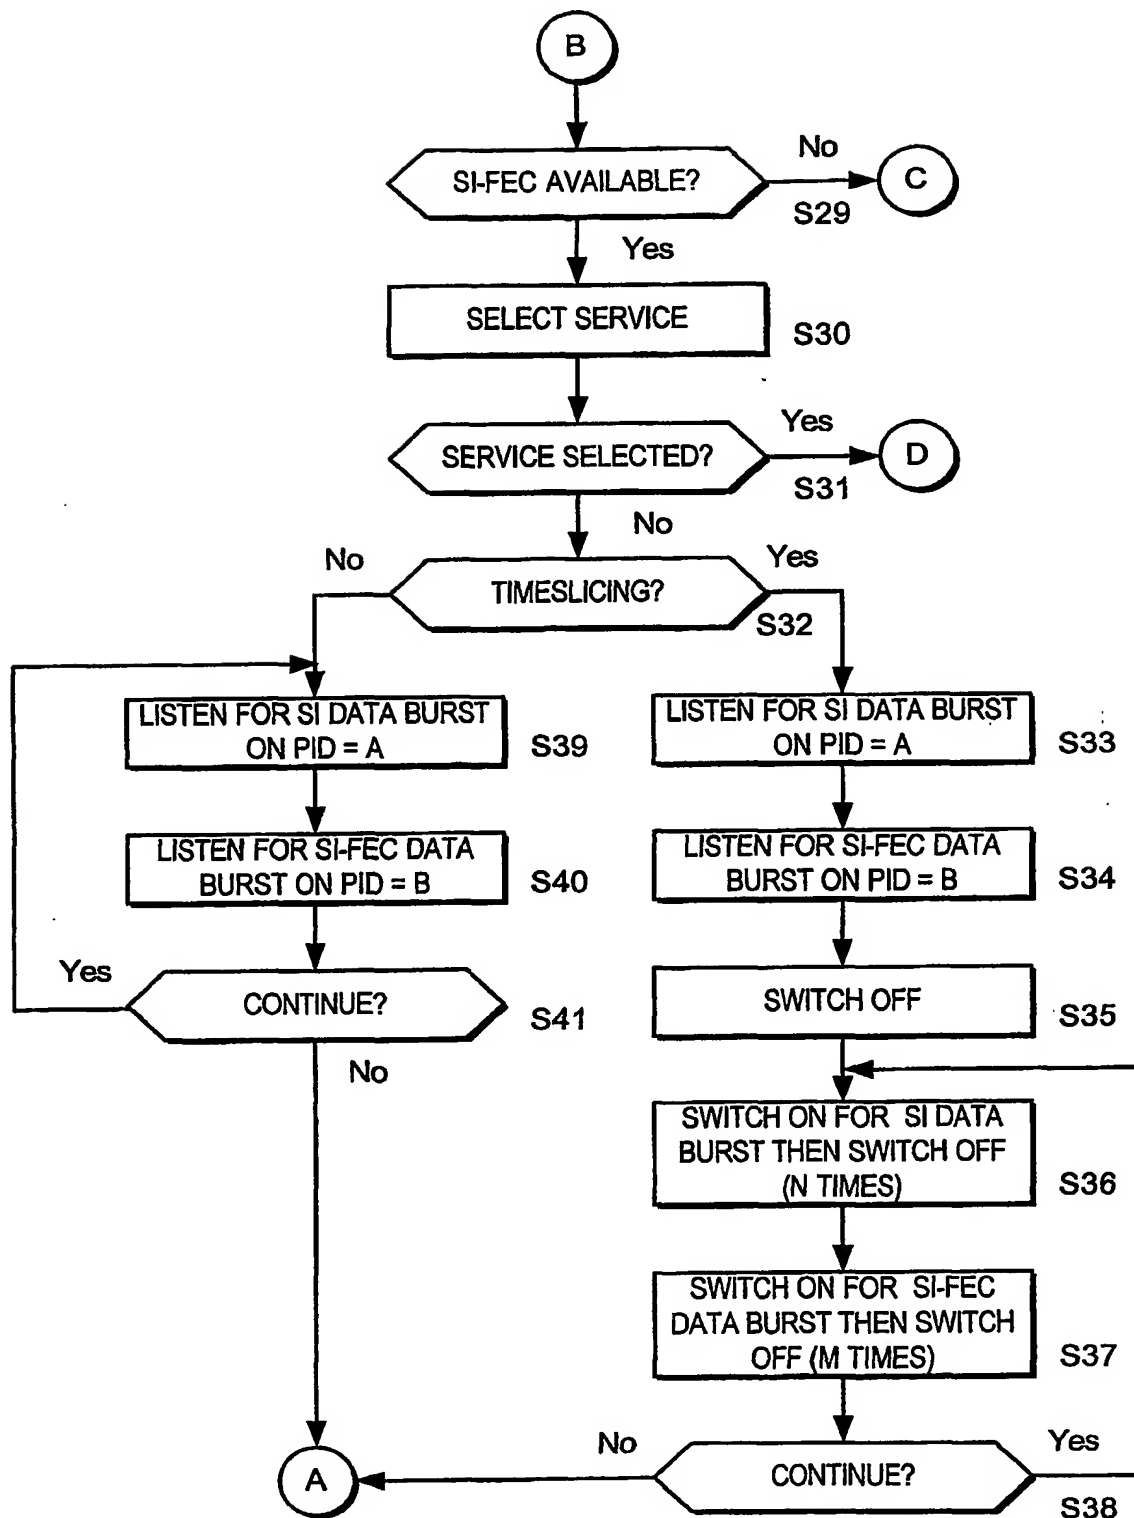 B
SI-FEC AVAILABLE?
No
C
S29
Yes
SELECT SERVICE
S30
SERVICE SELECTED?
Yes
D
S31
No
No
TIMESLICING?
Yes
S32
LISTEN FOR SI DATA BURST
ON PID = A
S39
LISTEN FOR SI DATA BURST
ON PID = A
S33
LISTEN FOR SI-FEC DATA
BURST ON PID = B
S40
LISTEN FOR SI-FEC DATA
BURST ON PID = B
S34
Yes
CONTINUE?
S41
No
SWITCH OFF
S35
SWITCH ON FOR SI DATA
BURST THEN SWITCH OFF
(N TIMES)
S36
SWITCH ON FOR SI-FEC
DATA BURST THEN SWITCH
OFF (M TIMES)
S37
A
No
CONTINUE?
Yes
S38